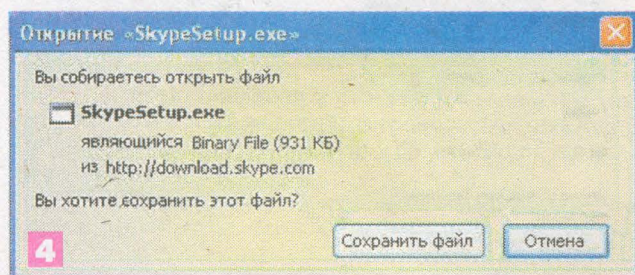 Открытие «SkypeSetup.exe»
Вы собираетесь открыть файл
SkypeSetup.exe
являющийся Binary File (931 КБ)
из http://download.skype.com
Вы хотите сохранить этот файл?
4
Сохранить файл
Отмена